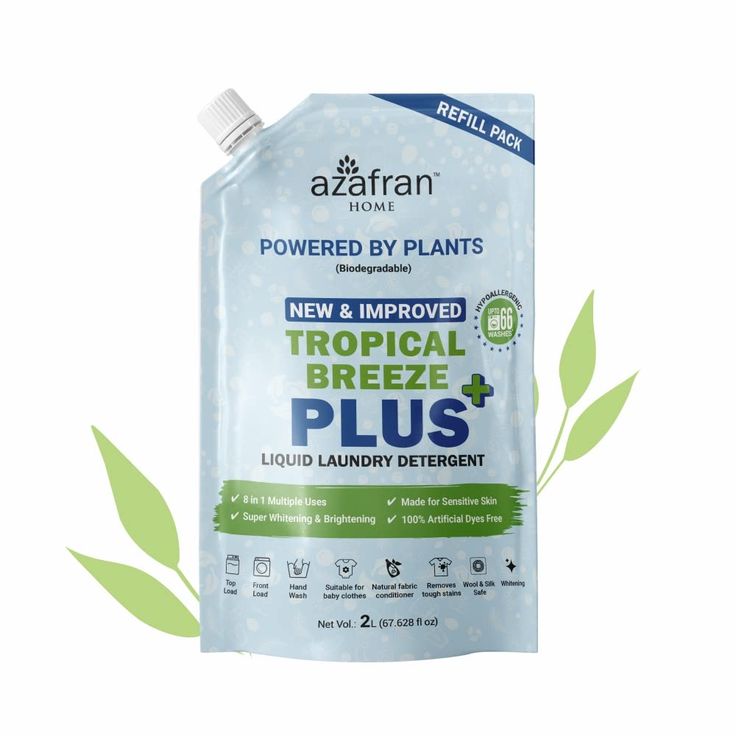 REFILL PACK
azafran™
HOME
POWERED BY PLANTS
(Biodegradable)
NEW & IMPROVED
HYPOALLERGENIC
UPTO
66
WASHES
TROPICAL
BREEZE
PLUS+
LIQUID LAUNDRY DETERGENT
✓ 8 in 1 Multiple Uses
✓ Made for Sensitive Skin
✓ Super Whitening & Brightening
✓ 100% Artificial Dyes Free
Top
Load
Front
Load
Hand
Wash
Suitable for
baby clothes
Natural fabric
conditioner
Removes
tough stains
Wool & Silk
Safe
Whitening
Net Vol.: 2L (67.628 fl oz)